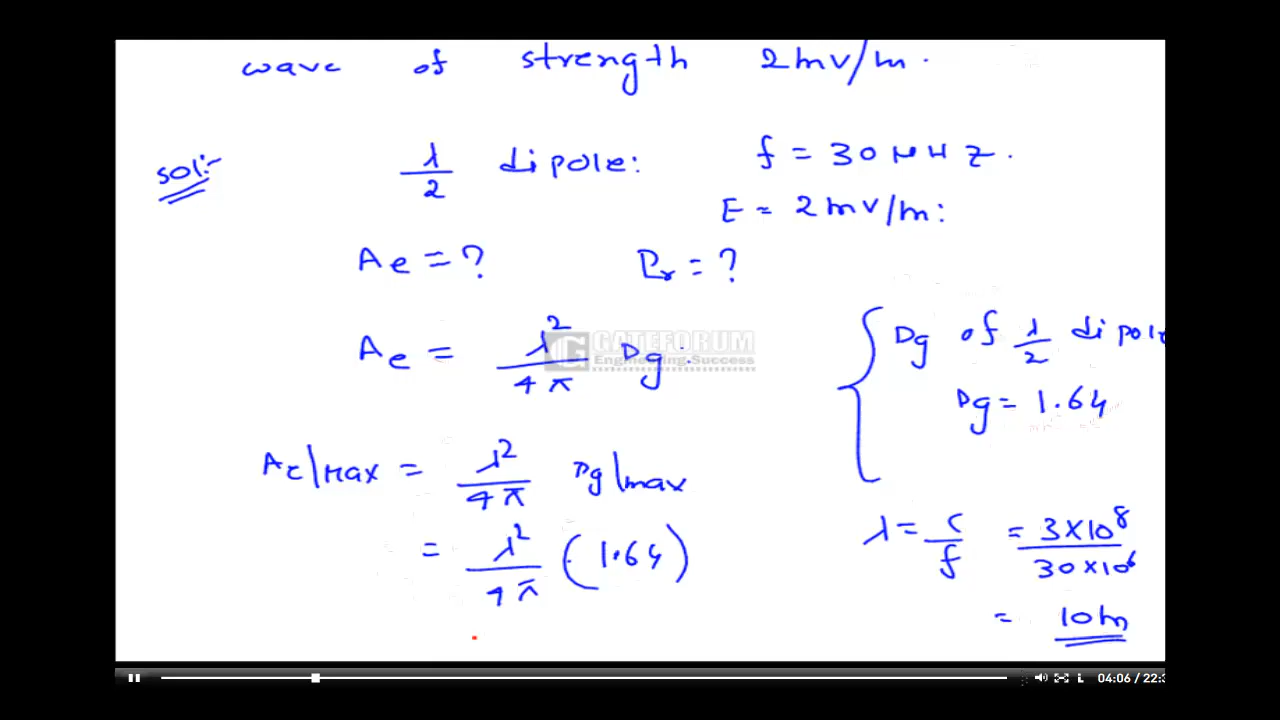 wave of strength 2mv/m.
Sol:- λ/2 dipole: f = 30 MHZ.
E = 2mv/m:
Ae = ? Pr = ?
GATEFORUM
Engineering Success
Ae = λ²/4π Dg. { Dg of λ/2 dipole
Dg = 1.64
Ae|Max = λ²/4π Dg|max
λ = c/f = 3×10⁸/30×10⁶
= λ²/4π (1.64)
= 10m
04:06 / 22:3